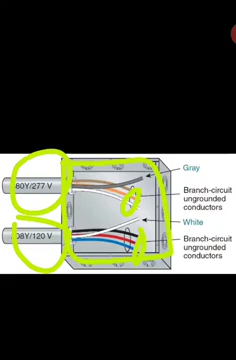 Gray
80Y/277 V
Branch-circuit
ungrounded
conductors
White
08Y/120 V
Branch-circuit
ungrounded
conductors